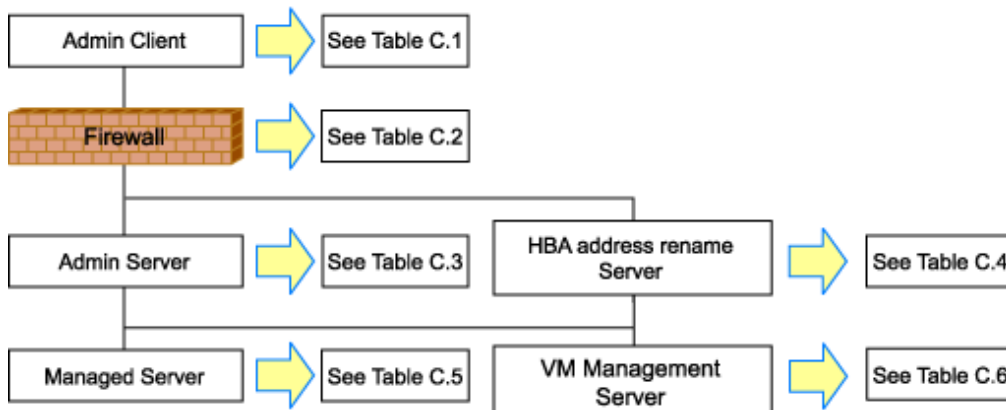 Admin Client
See Table C.1
Firewall
See Table C.2
Admin Server
See Table C.3
HBA address rename
Server
See Table C.4
Managed Server
See Table C.5
VM Management
Server
See Table C.6